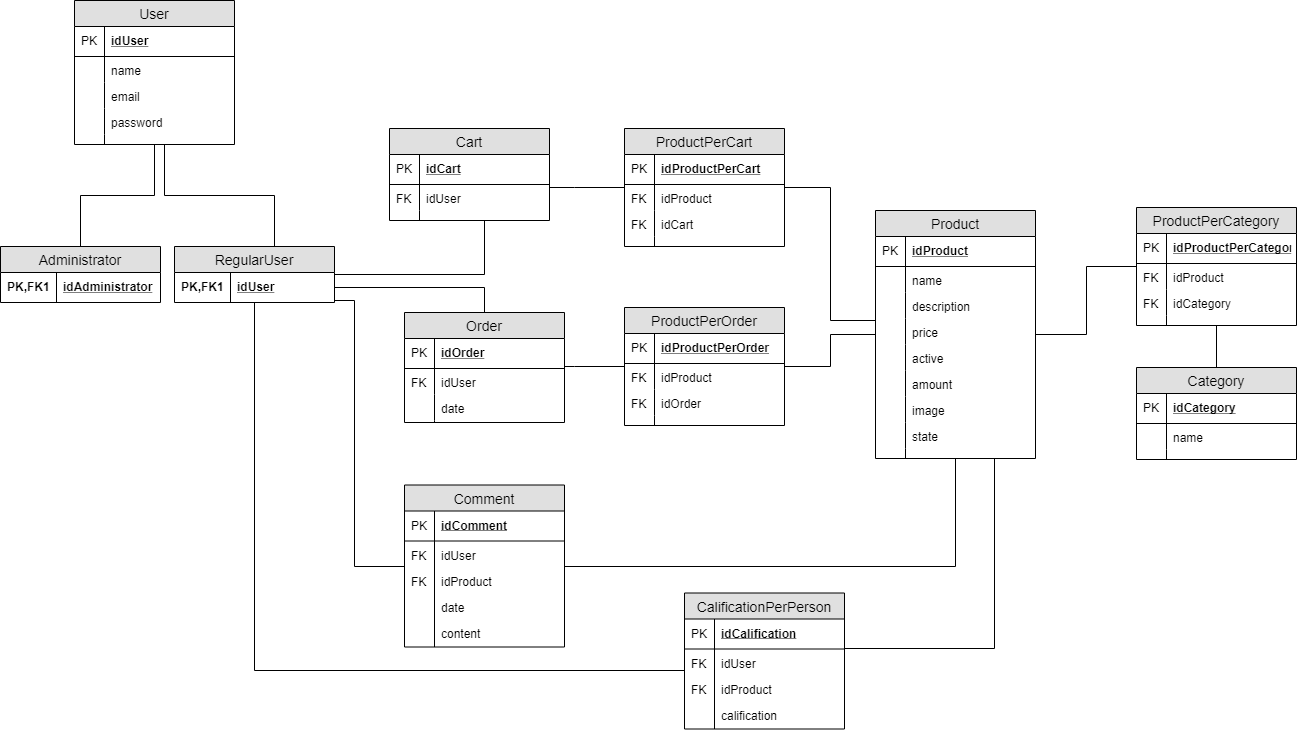 User
PK idUser
name
email
password
Administrator
PK,FK1 idAdministrator
RegularUser
PK,FK1 idUser
Cart
PK idCart
FK idUser
ProductPerCart
PK idProductPerCart
FK idProduct
FK idCart
Order
PK idOrder
FK idUser
date
ProductPerOrder
PK idProductPerOrder
FK idProduct
FK idOrder
Product
PK idProduct
name
description
price
active
amount
image
state
ProductPerCategory
PK idProductPerCategor
FK idProduct
FK idCategory
Category
PK idCategory
name
Comment
PK idComment
FK idUser
FK idProduct
date
content
CalificationPerPerson
PK idCalification
FK idUser
FK idProduct
calification